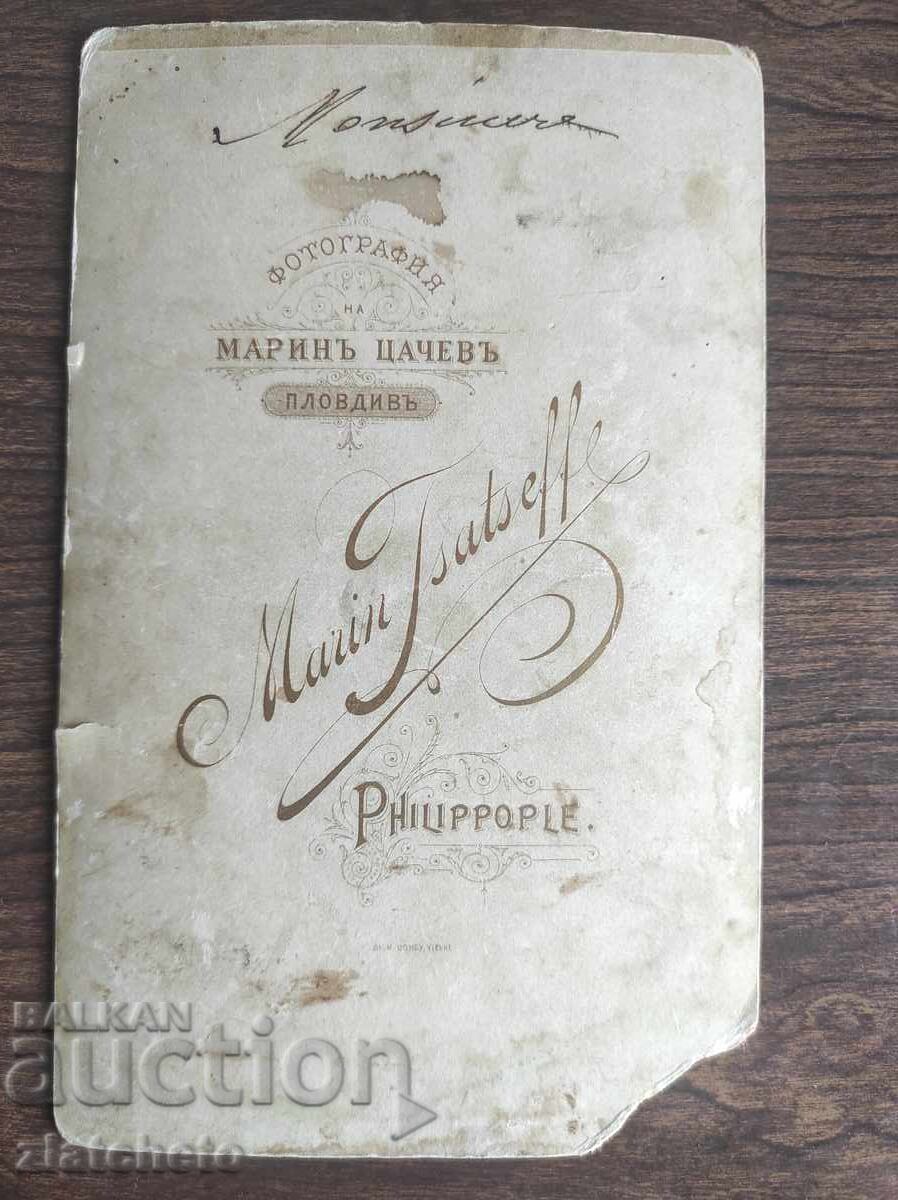 ФОТОГРАФИЯ
НА
МАРИНЪ ЦАЧЕВЪ
ПЛОВДИВЪ
Marin Tsatseff
PHILIPPOPLE.
BALKAN
auction
zlatcheto